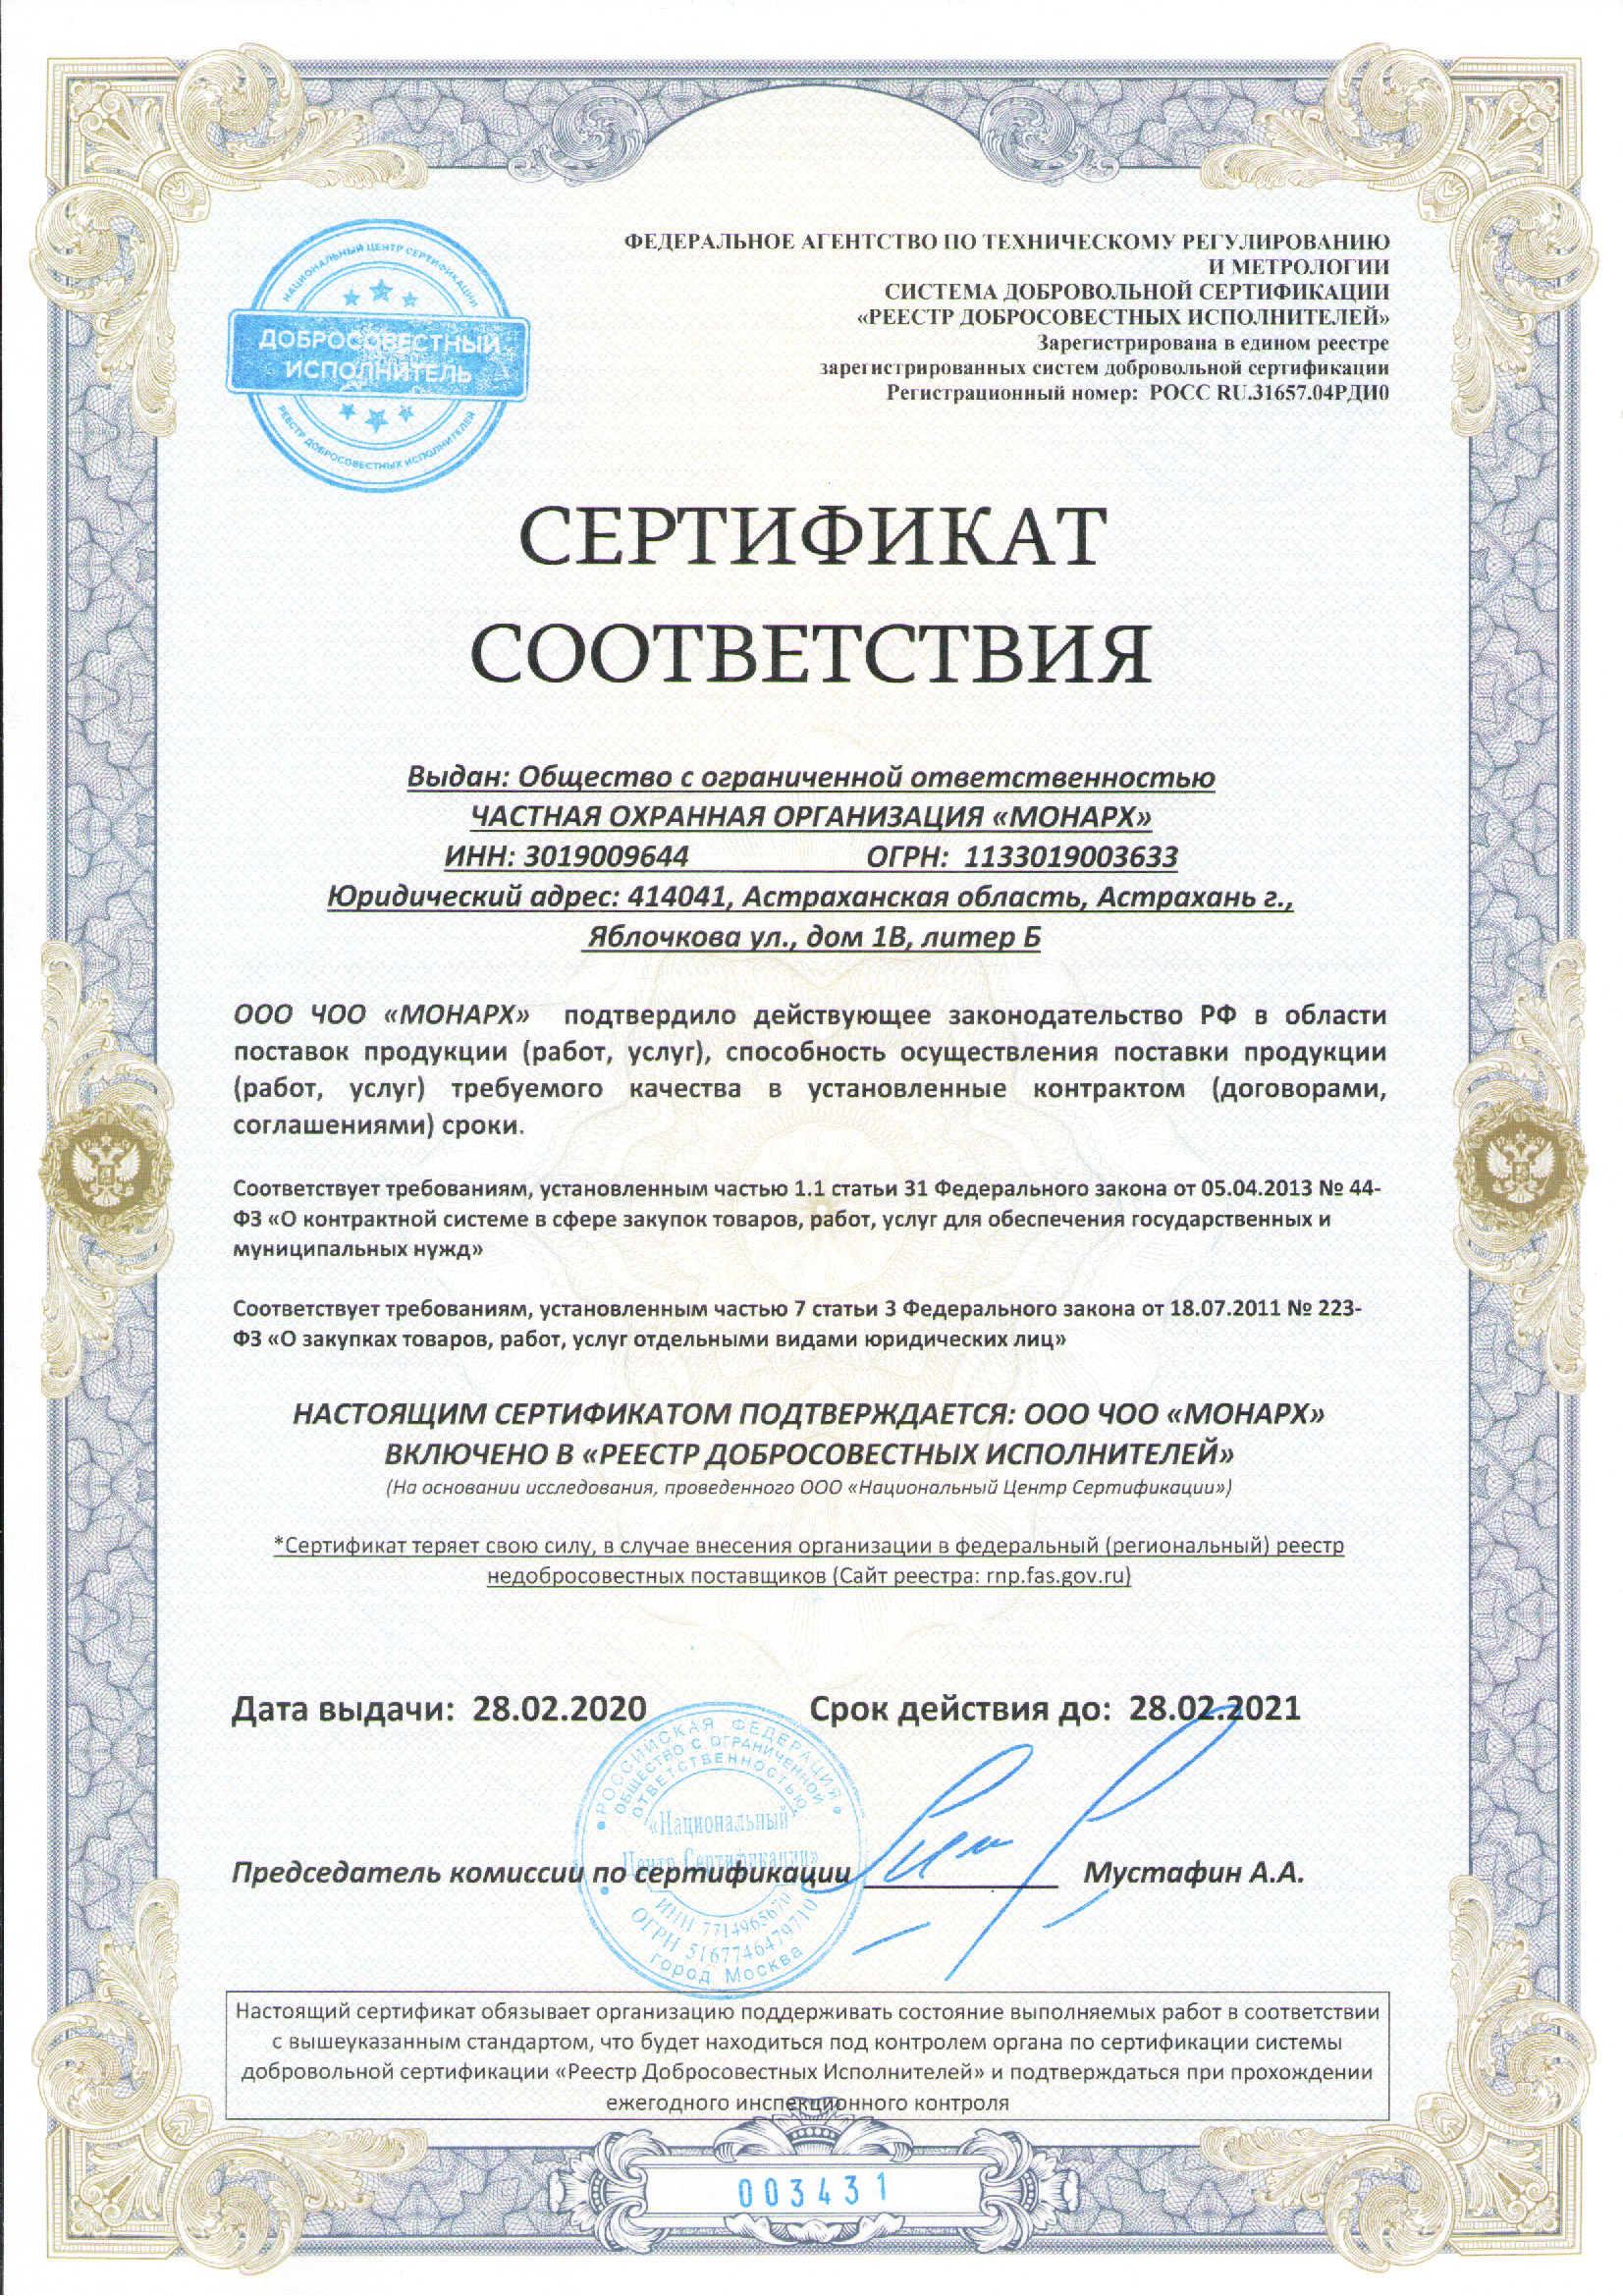 НАЦИОНАЛЬНЫЙ ЦЕНТР СЕРТИФИКАЦИИ
ДОБРОСОВЕСТНЫЙ
ИСПОЛНИТЕЛЬ
РЕЕСТР ДОБРОСОВЕСТНЫХ ИСПОЛНИТЕЛЕЙ
ФЕДЕРАЛЬНОЕ АГЕНТСТВО ПО ТЕХНИЧЕСКОМУ РЕГУЛИРОВАНИЮ
И МЕТРОЛОГИИ
СИСТЕМА ДОБРОВОЛЬНОЙ СЕРТИФИКАЦИИ
«РЕЕСТР ДОБРОСОВЕСТНЫХ ИСПОЛНИТЕЛЕЙ»
Зарегистрирована в едином реестре
зарегистрированных систем добровольной сертификации
Регистрационный номер: РОСС RU.31657.04РДИ0
СЕРТИФИКАТ
СООТВЕТСТВИЯ
Выдан: Общество с ограниченной ответственностью
ЧАСТНАЯ ОХРАННАЯ ОРГАНИЗАЦИЯ «МОНАРХ»
ИНН: 3019009644 ОГРН: 1133019003633
Юридический адрес: 414041, Астраханская область, Астрахань г.,
Яблочкова ул., дом 1В, литер Б
ООО ЧОО «МОНАРХ» подтвердило действующее законодательство РФ в области
поставок продукции (работ, услуг), способность осуществления поставки продукции
(работ, услуг) требуемого качества в установленные контрактом (договорами,
соглашениями) сроки.
Соответствует требованиям, установленным частью 1.1 статьи 31 Федерального закона от 05.04.2013 № 44-
ФЗ «О контрактной системе в сфере закупок товаров, работ, услуг для обеспечения государственных и
муниципальных нужд»
Соответствует требованиям, установленным частью 7 статьи 3 Федерального закона от 18.07.2011 № 223-
ФЗ «О закупках товаров, работ, услуг отдельными видами юридических лиц»
НАСТОЯЩИМ СЕРТИФИКАТОМ ПОДТВЕРЖДАЕТСЯ: ООО ЧОО «МОНАРХ»
ВКЛЮЧЕНО В «РЕЕСТР ДОБРОСОВЕСТНЫХ ИСПОЛНИТЕЛЕЙ»
(На основании исследования, проведенного ООО «Национальный Центр Сертификации»)
*Сертификат теряет свою силу, в случае внесения организации в федеральный (региональный) реестр
недобросовестных поставщиков (Сайт реестра: rnp.fas.gov.ru)
Дата выдачи: 28.02.2020 Срок действия до: 28.02.2021
РОССИЙСКАЯ ФЕДЕРАЦИЯ
ОБЩЕСТВО С ОГРАНИЧЕННОЙ
ОТВЕТСТВЕННОСТЬЮ
«Национальный
Центр Сертификации»
ИНН 7714965670
ОГРН 5167746479710
город Москва
Председатель комиссии по сертификации Мустафин А.А.
Настоящий сертификат обязывает организацию поддерживать состояние выполняемых работ в соответствии
с вышеуказанным стандартом, что будет находиться под контролем органа по сертификации системы
добровольной сертификации «Реестр Добросовестных Исполнителей» и подтверждаться при прохождении
ежегодного инспекционного контроля
003431